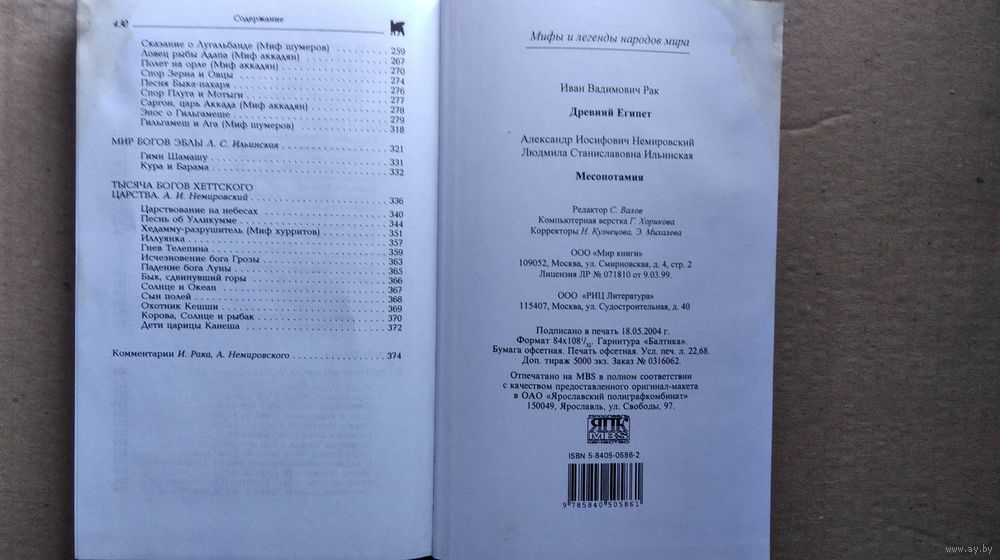 430 Содержание
Сказание о Лугальбанде (Миф шумеров) 259
Ловец рыбы Адапа (Миф аккадян) 267
Полет на орле (Миф аккадян) 270
Спор Зерна и Овцы 274
Песня Быка-пахаря 276
Спор Плуга и Мотыги 277
Саргон, царь Аккада (Миф аккадян) 278
Эпос о Гильгамеше 279
Гильгамеш и Ага (Миф шумеров) 318
МИР БОГОВ ЭБЛЫ Л. С. Ильинская 321
Гимн Шамашу 331
Кура и Барама 332
ТЫСЯЧА БОГОВ ХЕТТСКОГО
ЦАРСТВА. А. И. Немировский 336
Царствование на небесах 340
Песнь об Улликумме 344
Хедамму-разрушитель (Миф хурритов) 351
Иллуянка 357
Гнев Телепина 359
Исчезновение бога Грозы 363
Падение бога Луны 365
Бык, сдвинувший горы 366
Солнце и Океан 367
Сын полей 368
Охотник Кешши 369
Корова, Солнце и рыбак 370
Дети царицы Канеша 372
Комментарии И. Рака, А. Немировского 374
Мифы и легенды народов мира
Иван Вадимович Рак
Древний Египет
Александр Иосифович Немировский
Людмила Станиславовна Ильинская
Месопотамия
Редактор С. Валов
Компьютерная верстка Г. Хорикова
Корректоры Н. Кузнецова, Э. Михалева
ООО «Мир книги»
109052, Москва, ул. Смирновская, д. 4, стр. 2
Лицензия ЛР № 071810 от 9.03.99.
ООО «РИЦ Литература»
115407, Москва, ул. Судостроительная, д. 40
Подписано в печать 18.05.2004 г.
Формат 84x108 1/32. Гарнитура «Балтика».
Бумага офсетная. Печать офсетная. Усл. печ. л. 22,68.
Доп. тираж 5000 экз. Заказ № 0316062.
Отпечатано на MBS в полном соответствии
с качеством предоставленного оригинал-макета
в ОАО «Ярославский полиграфкомбинат»
150049, Ярославль, ул. Свободы, 97.
ЯПК
MBS
КАЧЕСТВО
ISBN 5-8405-0586-2
9 785840 505861
www.ay.by